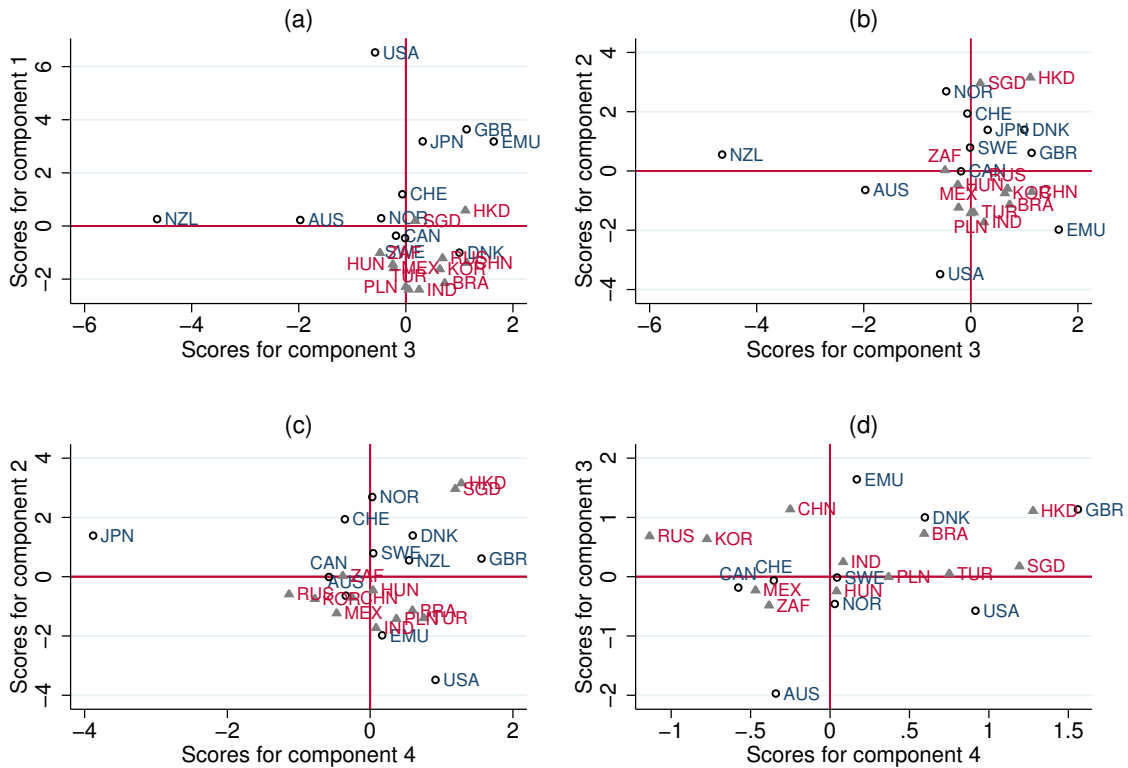 (a)
Scores for component 1
6
4
2
0
−2
USA
GBR
JPN
EMU
CHE
HKD
NZL
AUS
NOR
SGD
CAN
SWE
ZAF
DNK
RUS
CHN
HUN
MEX
KOR
TUR
PLN
IND
BRA
−6
−4
−2
0
2
Scores for component 3
(b)
Scores for component 2
4
2
0
−2
−4
SGD
HKD
NOR
CHE
JPN
DNK
SWE
GBR
NZL
ZAF
CAN
RUS
AUS
HUN
KOR
CHN
MEX
BRA
TUR
PLN
IND
EMU
USA
−6
−4
−2
0
2
Scores for component 3
(c)
Scores for component 2
4
2
0
−2
−4
HKD
SGD
NOR
CHE
JPN
DNK
SWE
NZL
GBR
CAN
ZAF
AUS
HUN
RUS
KOR
CHN
MEX
BRA
PLN
TUR
IND
EMU
USA
−4
−2
0
2
Scores for component 4
(d)
Scores for component 3
2
1
0
−1
−2
EMU
CHN
HKD
GBR
DNK
RUS
KOR
BRA
IND
SGD
CAN
CHE
SWE
PLN
TUR
MEX
HUN
ZAF
NOR
USA
AUS
−1
−.5
0
.5
1
1.5
Scores for component 4